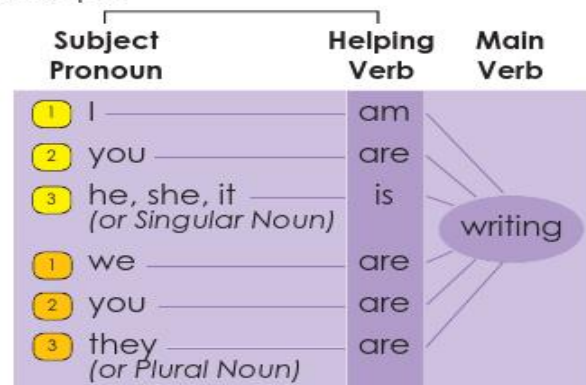 Subject Helping Main
Pronoun Verb Verb
1 I am
2 you are
3 he, she, it is
(or Singular Noun)
writing
1 we are
2 you are
3 they are
(or Plural Noun)